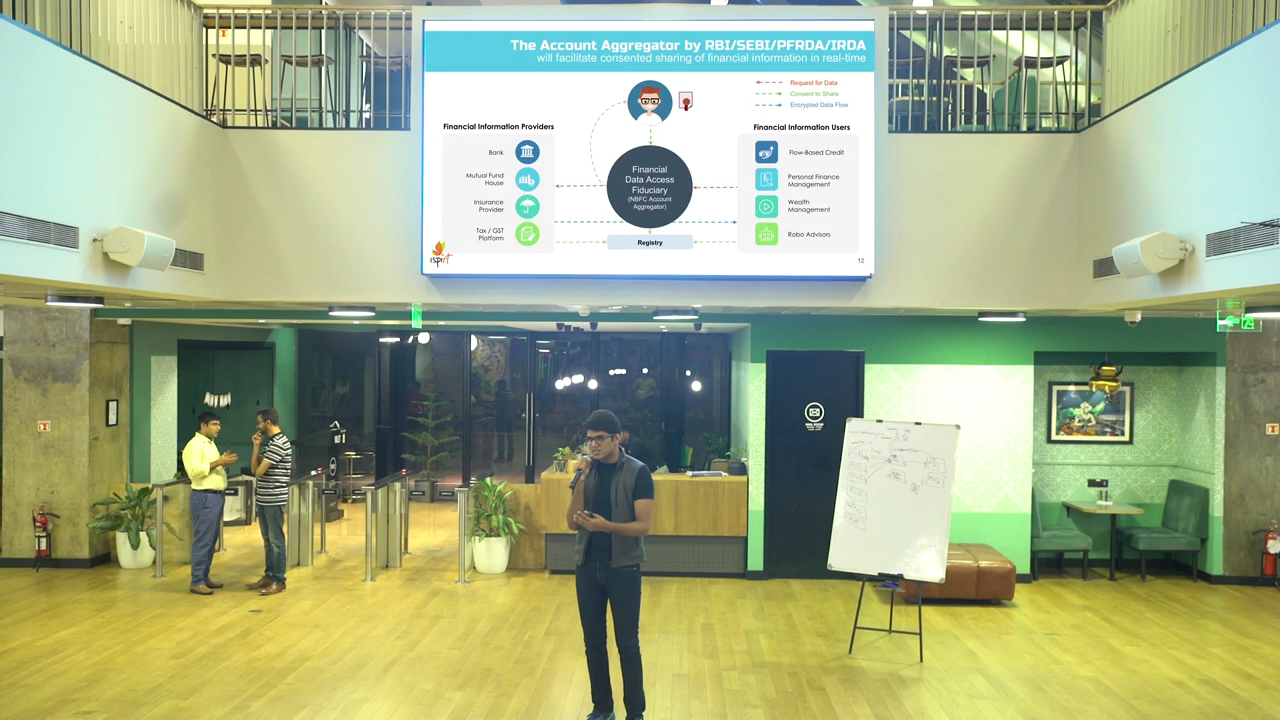 The Account Aggregator by RBI/SEBI/PFRDA/IRDA
will facilitate consented sharing of financial information in real-time
Request for Data
Consent to Share
Encrypted Data Flow
Financial Information Providers
Bank
Mutual Fund
House
Insurance
Provider
Tax / GST
Platform
Financial
Data Access
Fiduciary
(NBFC Account
Aggregator)
Registry
Financial Information Users
Flow-Based Credit
Personal Finance
Management
Wealth
Management
Robo Advisors
ispirt
12